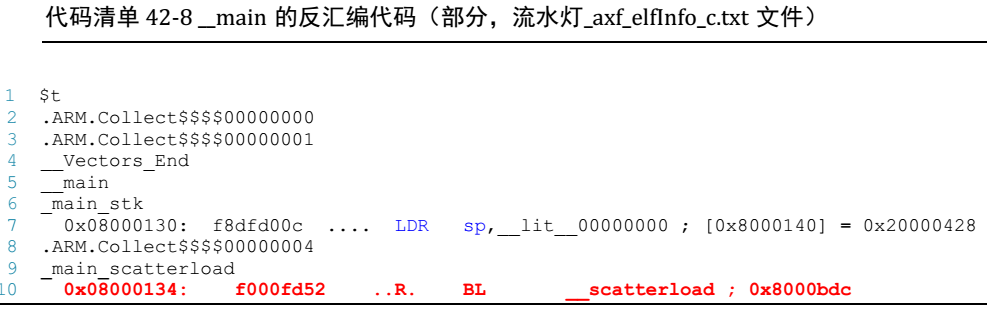 代码清单 42-8 __main 的反汇编代码（部分，流水灯_axf_elfInfo_c.txt 文件）
1 $t
2 .ARM.Collect$$$$00000000
3 .ARM.Collect$$$$00000001
4 __Vectors_End
5 __main
6 _main_stk
7 0x08000130: f8dfd00c .... LDR sp,__lit__00000000 ; [0x8000140] = 0x20000428
8 .ARM.Collect$$$$00000004
9 _main_scatterload
10 0x08000134: f000fd52 ..R. BL __scatterload ; 0x8000bdc